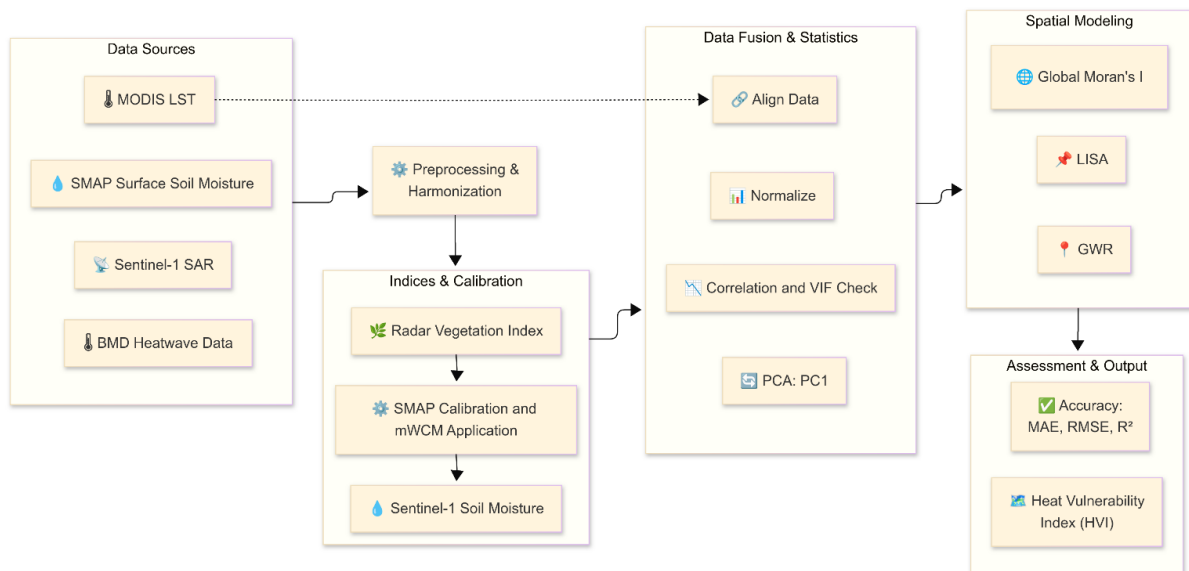 Data Sources
MODIS LST
SMAP Surface Soil Moisture
Sentinel-1 SAR
BMD Heatwave Data
Preprocessing &
Harmonization
Indices & Calibration
Radar Vegetation Index
SMAP Calibration and
mWCM Application
Sentinel-1 Soil Moisture
Data Fusion & Statistics
Align Data
Normalize
Correlation and VIF Check
PCA: PC1
Spatial Modeling
Global Moran's I
LISA
GWR
Assessment & Output
Accuracy:
MAE, RMSE, R²
Heat Vulnerability
Index (HVI)